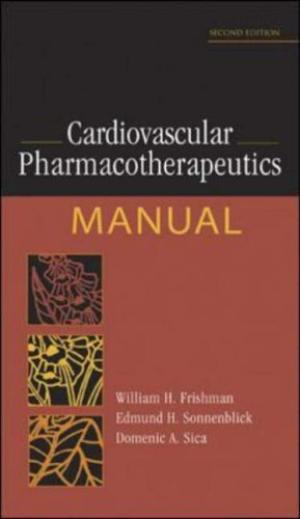 SECOND EDITION
Cardiovascular
Pharmacotherapeutics
MANUAL
William H. Frishman
Edmund H. Sonnenblick
Domenic A. Sica